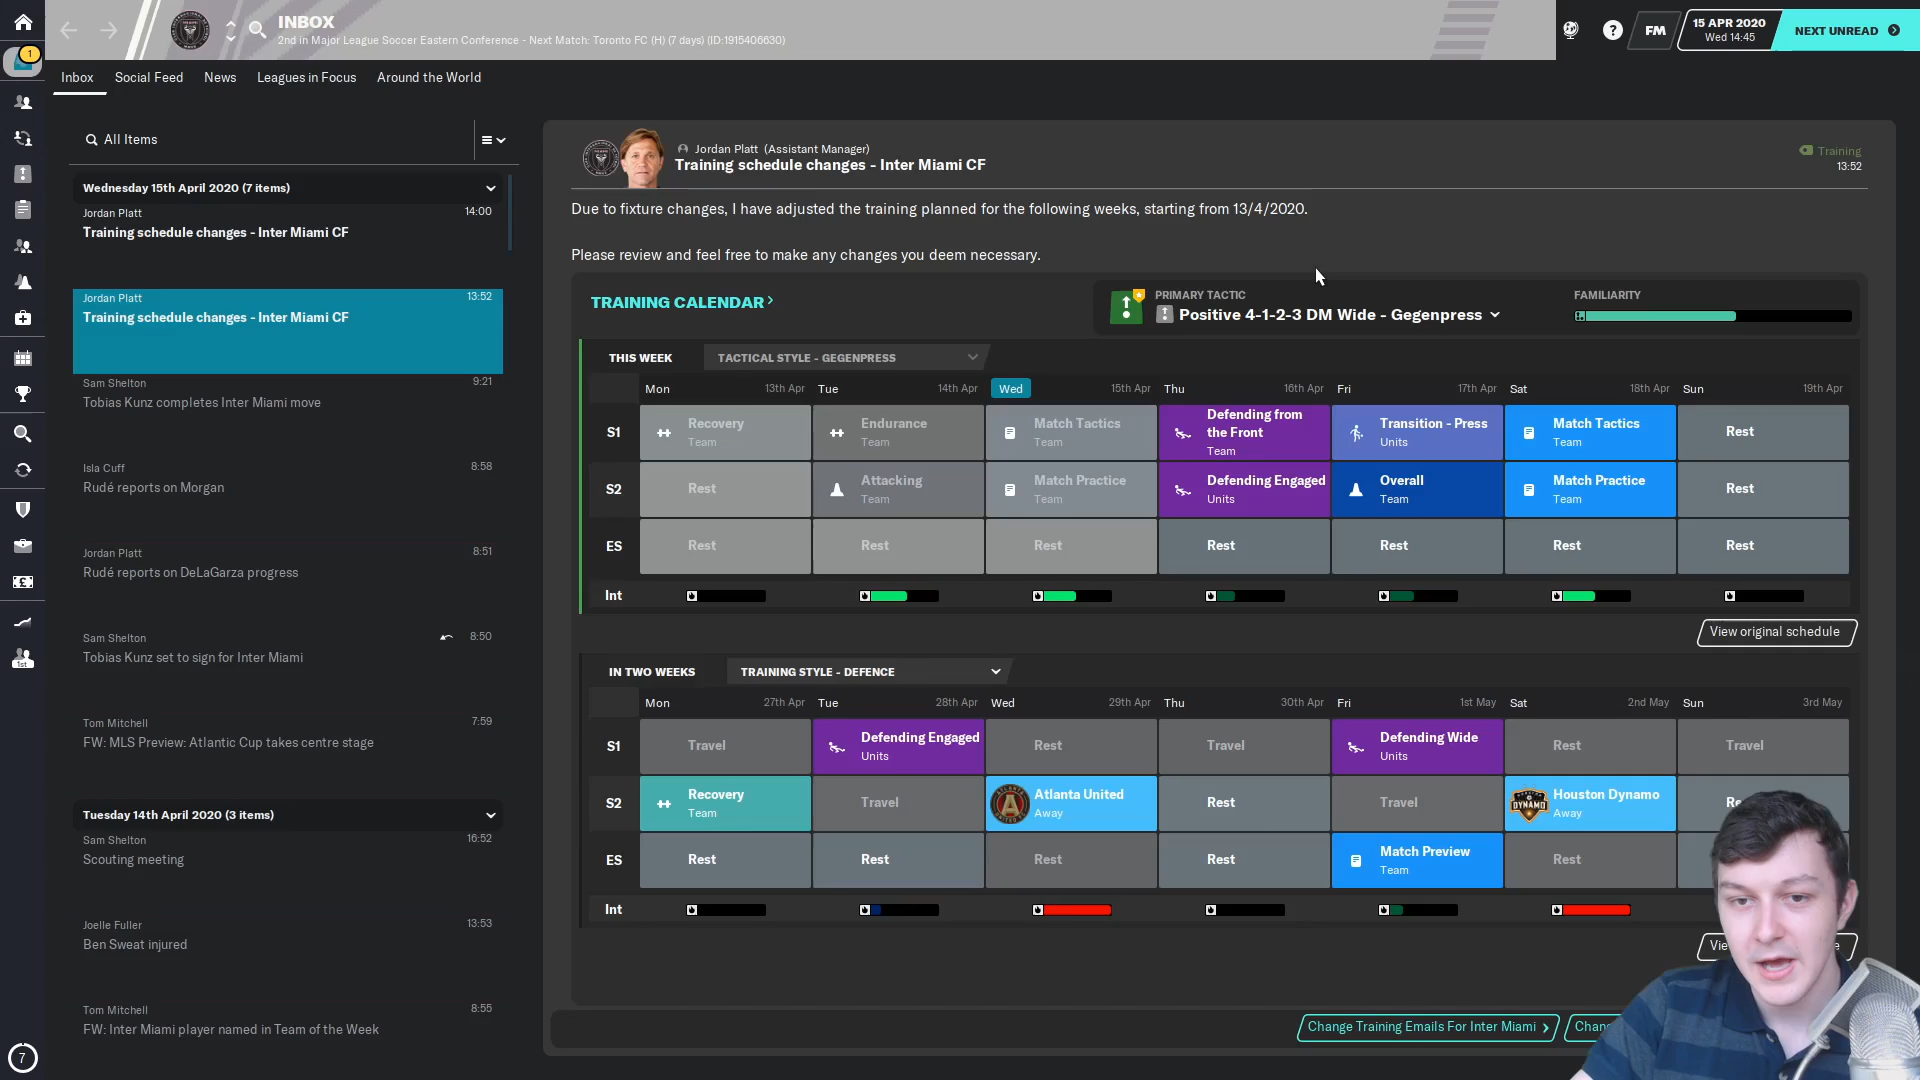 INBOX
2nd in Major League Soccer Eastern Conference - Next Match: Toronto FC (H) (7 days) (ID:1915406630)
FM
15 APR 2020
Wed 14:45
NEXT UNREAD
1
Inbox
Social Feed
News
Leagues in Focus
Around the World
All Items
Wednesday 15th April 2020 (7 items)
Jordan Platt 14:00
Training schedule changes - Inter Miami CF
Jordan Platt 13:52
Training schedule changes - Inter Miami CF
Sam Shelton 9:21
Tobias Kunz completes Inter Miami move
Isla Cuff 8:58
Rudé reports on Morgan
Jordan Platt 8:51
Rudé reports on DeLaGarza progress
Sam Shelton 8:50
Tobias Kunz set to sign for Inter Miami
Tom Mitchell 7:59
FW: MLS Preview: Atlantic Cup takes centre stage
Tuesday 14th April 2020 (3 items)
Sam Shelton 16:52
Scouting meeting
Joelle Fuller 13:53
Ben Sweat injured
Tom Mitchell 8:55
FW: Inter Miami player named in Team of the Week
1st
7
Jordan Platt (Assistant Manager)
Training schedule changes - Inter Miami CF
Training
13:52
Due to fixture changes, I have adjusted the training planned for the following weeks, starting from 13/4/2020.
Please review and feel free to make any changes you deem necessary.
TRAINING CALENDAR
PRIMARY TACTIC
Positive 4-1-2-3 DM Wide - Gegenpress
FAMILIARITY
THIS WEEK TACTICAL STYLE - GEGENPRESS
Mon 13th Apr Tue 14th Apr Wed 15th Apr Thu 16th Apr Fri 17th Apr Sat 18th Apr Sun 19th Apr
S1
Recovery
Team
Endurance
Team
Match Tactics
Team
Defending from
the Front
Team
Transition - Press
Units
Match Tactics
Team
Rest
S2
Rest
Attacking
Team
Match Practice
Team
Defending Engaged
Units
Overall
Team
Match Practice
Team
Rest
ES Rest Rest Rest Rest Rest Rest Rest
Int
View original schedule
IN TWO WEEKS TRAINING STYLE - DEFENCE
Mon 27th Apr Tue 28th Apr Wed 29th Apr Thu 30th Apr Fri 1st May Sat 2nd May Sun 3rd May
S1
Travel
Defending Engaged
Units
Rest
Travel
Defending Wide
Units
Rest
Travel
S2
Recovery
Team
Travel
Atlanta United
Away
Rest
Travel
Houston Dynamo
Away
ES
Rest
Rest
Rest
Rest
Match Preview
Team
Rest
Int
Change Training Emails For Inter Miami